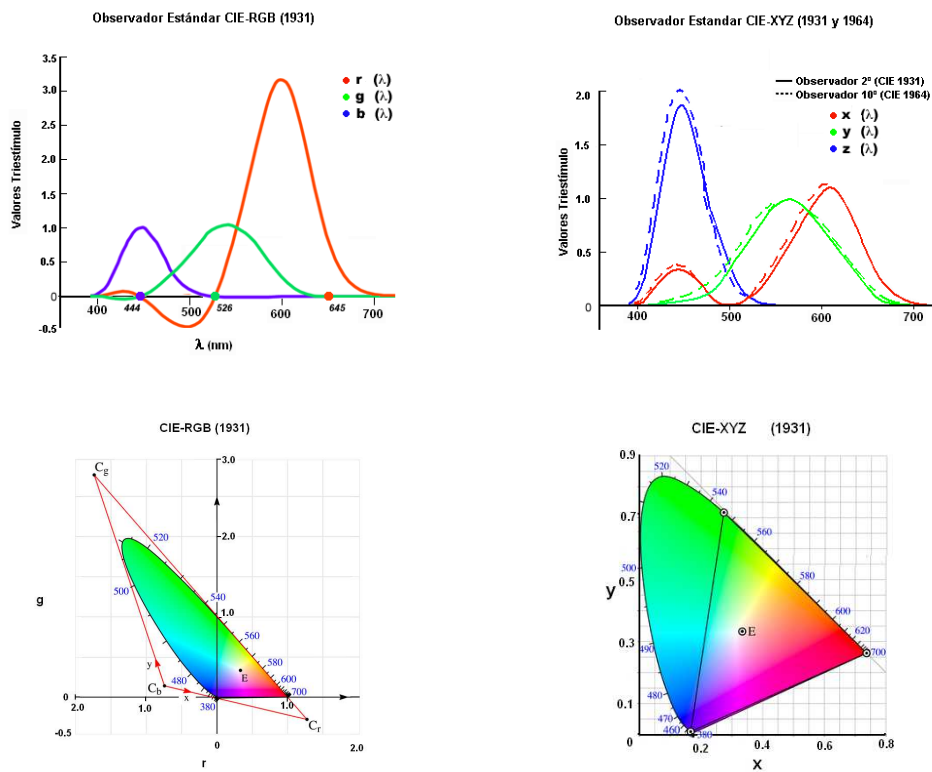 Observador Estándar CIE-RGB (1931)
3.5
3.0
2.0
1.0
0.5
0
-0.5
Valores Triestímulo
r (λ)
g (λ)
b (λ)
400
444
500
526
600
645
700
λ (nm)
Observador Estandar CIE-XYZ (1931 y 1964)
Observador 2º (CIE 1931)
Observador 10º (CIE 1964)
x (λ)
y (λ)
z (λ)
2.0
1.0
0.5
0
Valores Triestímulo
400
500
600
700
CIE-RGB (1931)
Cg
3.0
2.0
1.0
520
500
540
560
580
600
700
480
380
E
y
x
Cb
Cr
g
0
2.0
1.0
0
1.0
2.0
-0.5
r
CIE-XYZ (1931)
0.9
0.7
0.5
0.3
0.1
0
y
520
540
560
580
600
620
700
500
490
480
470
460
380
E
0.2
0.4
0.6
0.8
x